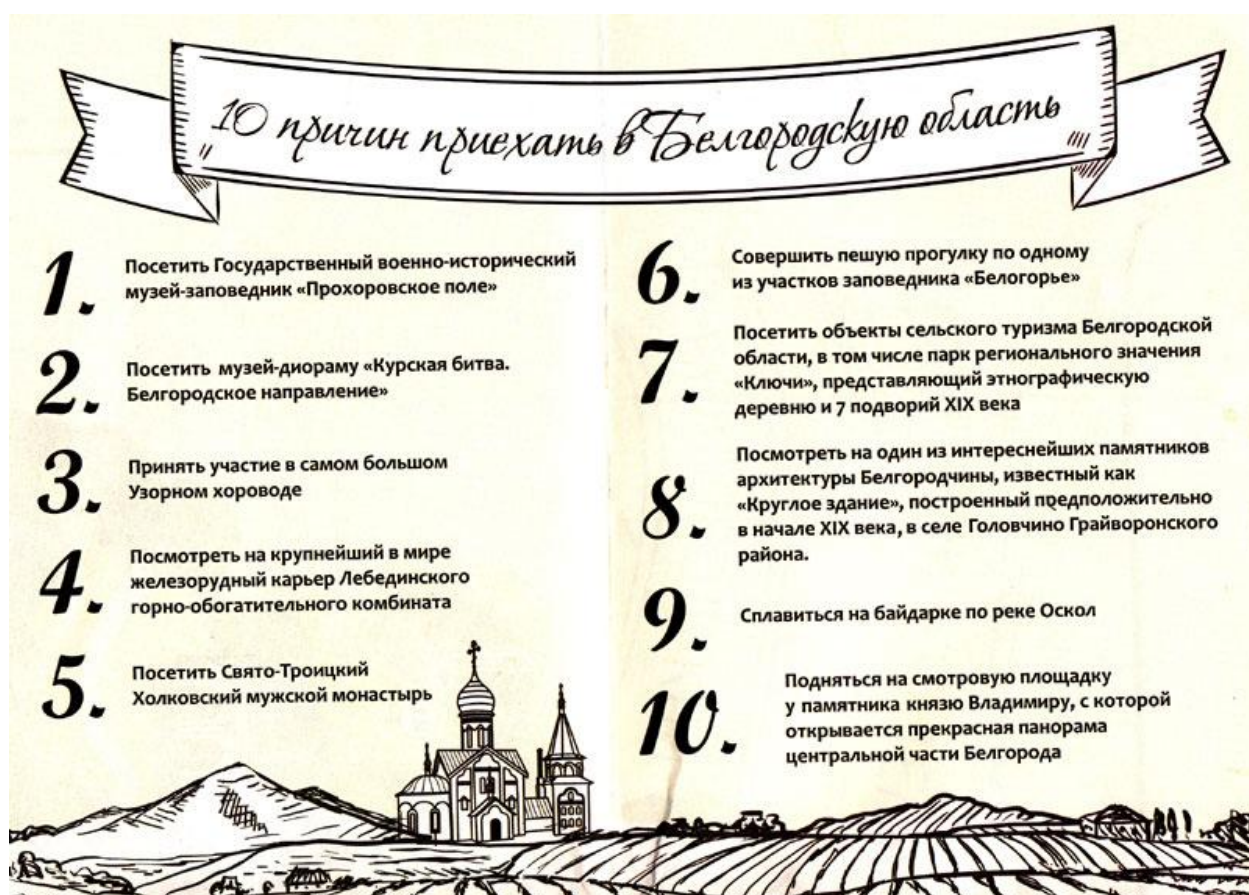 10 причин приехать в Белгородскую область
1.
Посетить Государственный военно-исторический
музей-заповедник «Прохоровское поле»
2.
Посетить музей-диораму «Курская битва.
Белгородское направление»
3.
Принять участие в самом большом
Узорном хороводе
4.
Посмотреть на крупнейший в мире
железорудный карьер Лебединского
горно-обогатительного комбината
5.
Посетить Свято-Троицкий
Холковский мужской монастырь
6.
Совершить пешую прогулку по одному
из участков заповедника «Белогорье»
7.
Посетить объекты сельского туризма Белгородской
области, в том числе парк регионального значения
«Ключи», представляющий этнографическую
деревню и 7 подворий XIX века
8.
Посмотреть на один из интереснейших памятников
архитектуры Белгородчины, известный как
«Круглое здание», построенный предположительно
в начале XIX века, в селе Головчино Грайворонского
района.
9.
Сплавиться на байдарке по реке Оскол
10.
Подняться на смотровую площадку
у памятника князю Владимиру, с которой
открывается прекрасная панорама
центральной части Белгорода